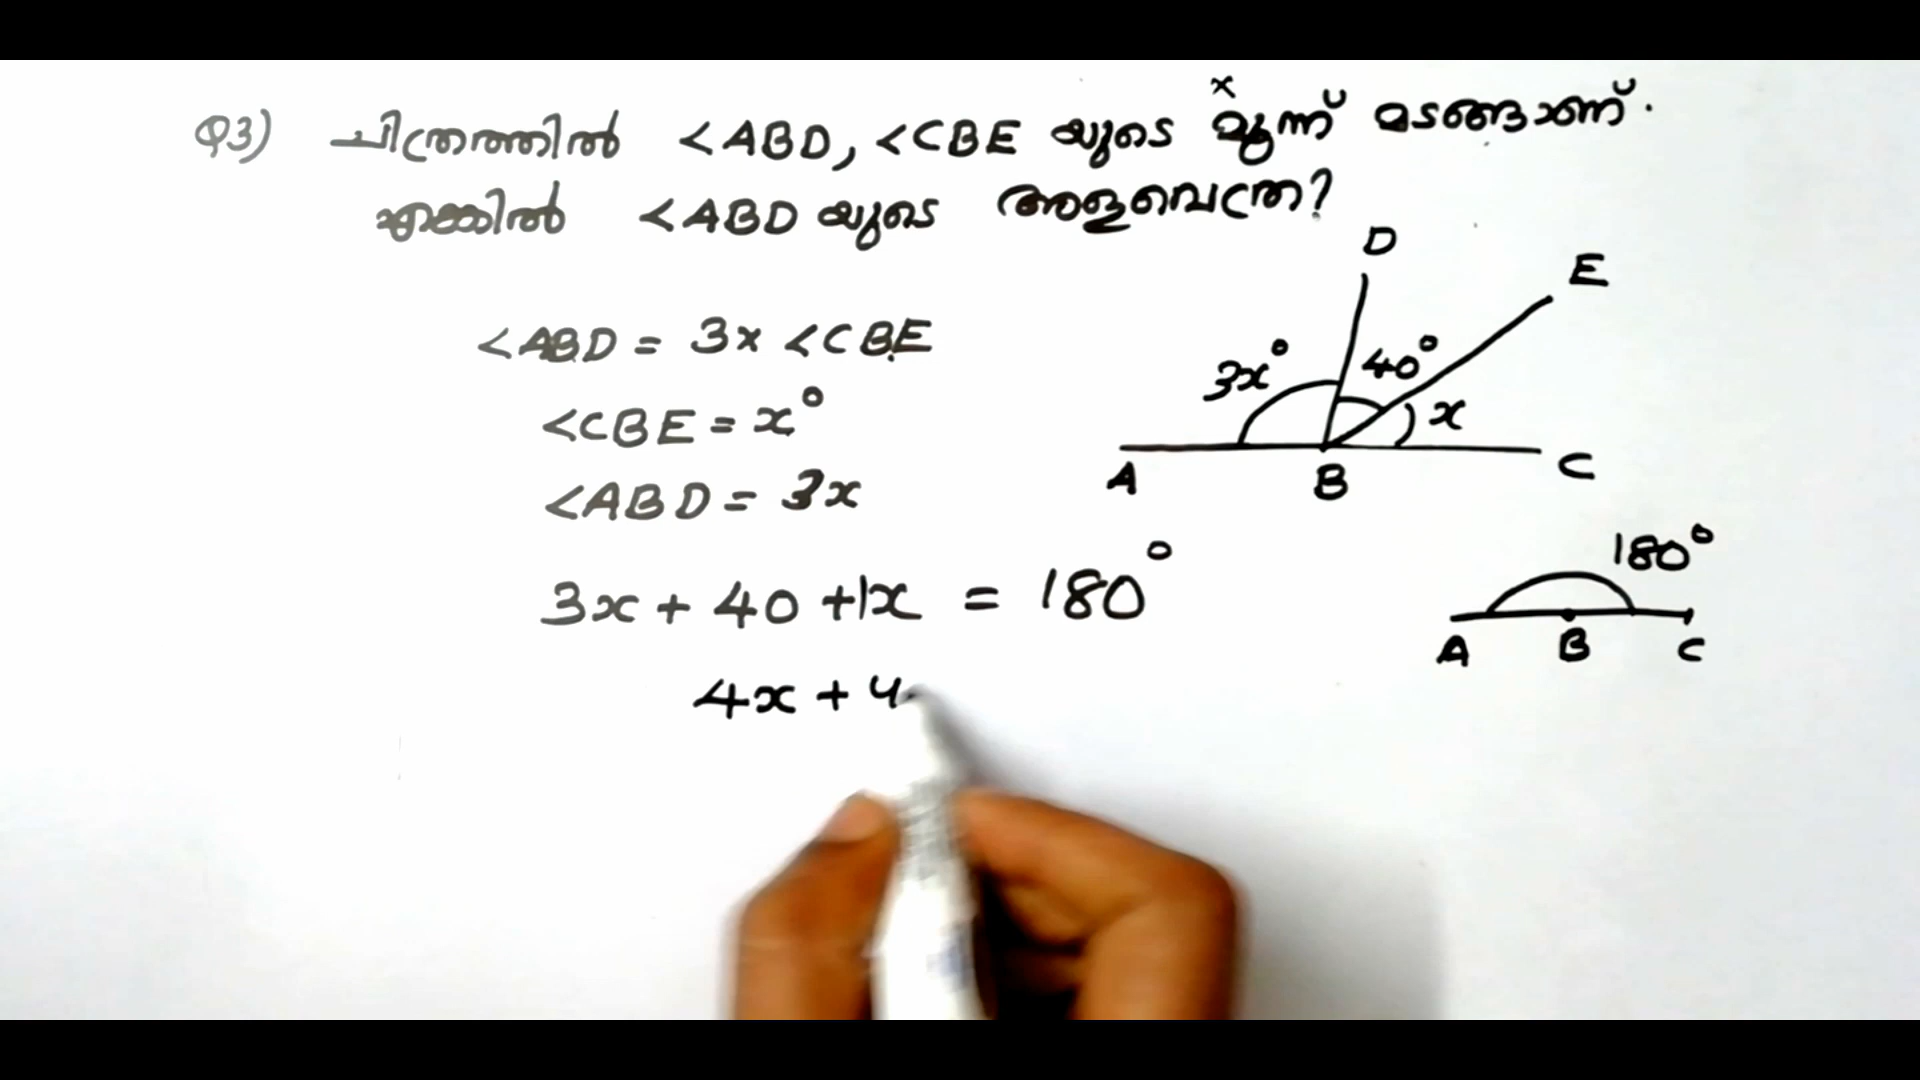 Q3) ചിത്രത്തിൽ <ABD, <CBE യുടെ മൂന്ന് മടങ്ങാണ്.
x
എങ്കിൽ <ABD യുടെ അളവെത്ര?
D
E
<ABD = 3x <CBE
3x° 40° x
<CBE = x°
A B C
<ABD = 3x
180°
3x + 40 + 1x = 180°
A B C
4x + 4